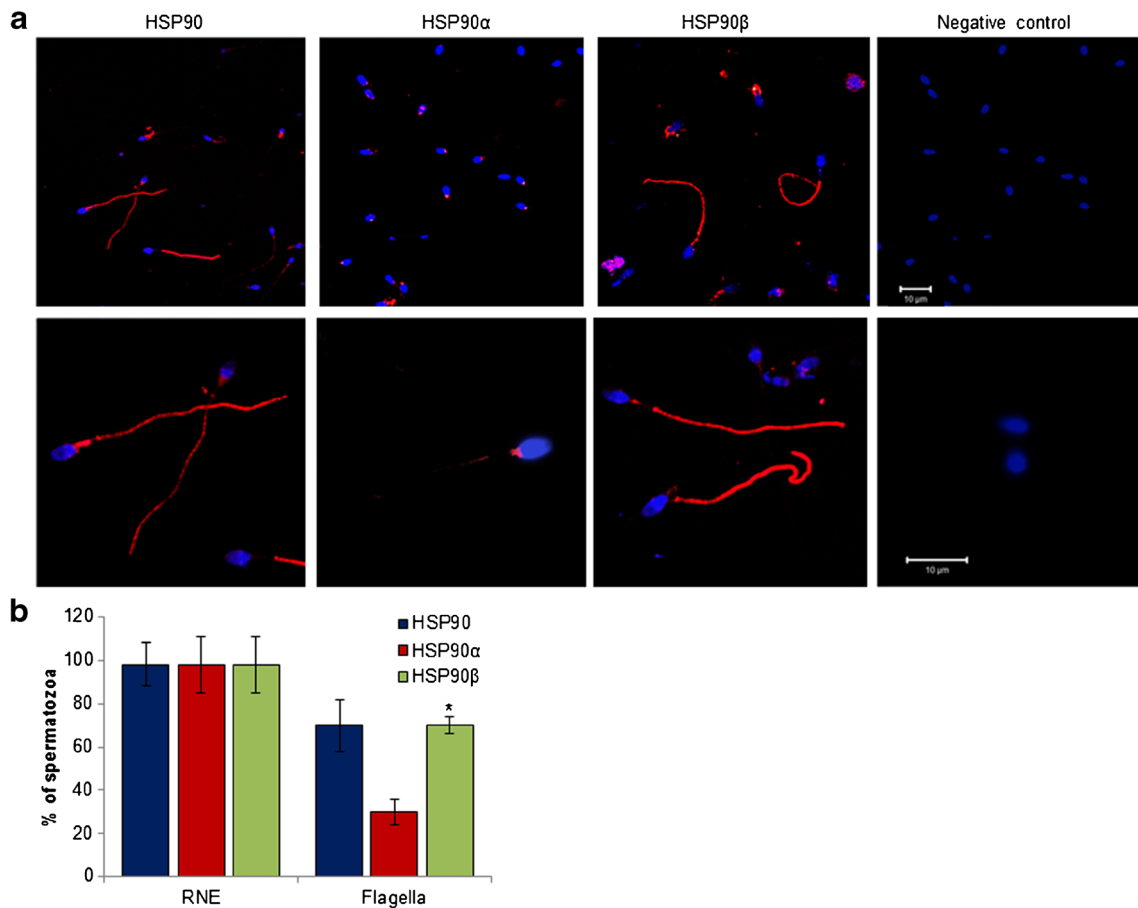 a
HSP90
HSP90α
HSP90β
Negative control
10 µm
10 µm
b
120
100
80
60
40
20
0
% of spermatozoa
HSP90
HSP90α
HSP90β
*
RNE
Flagella